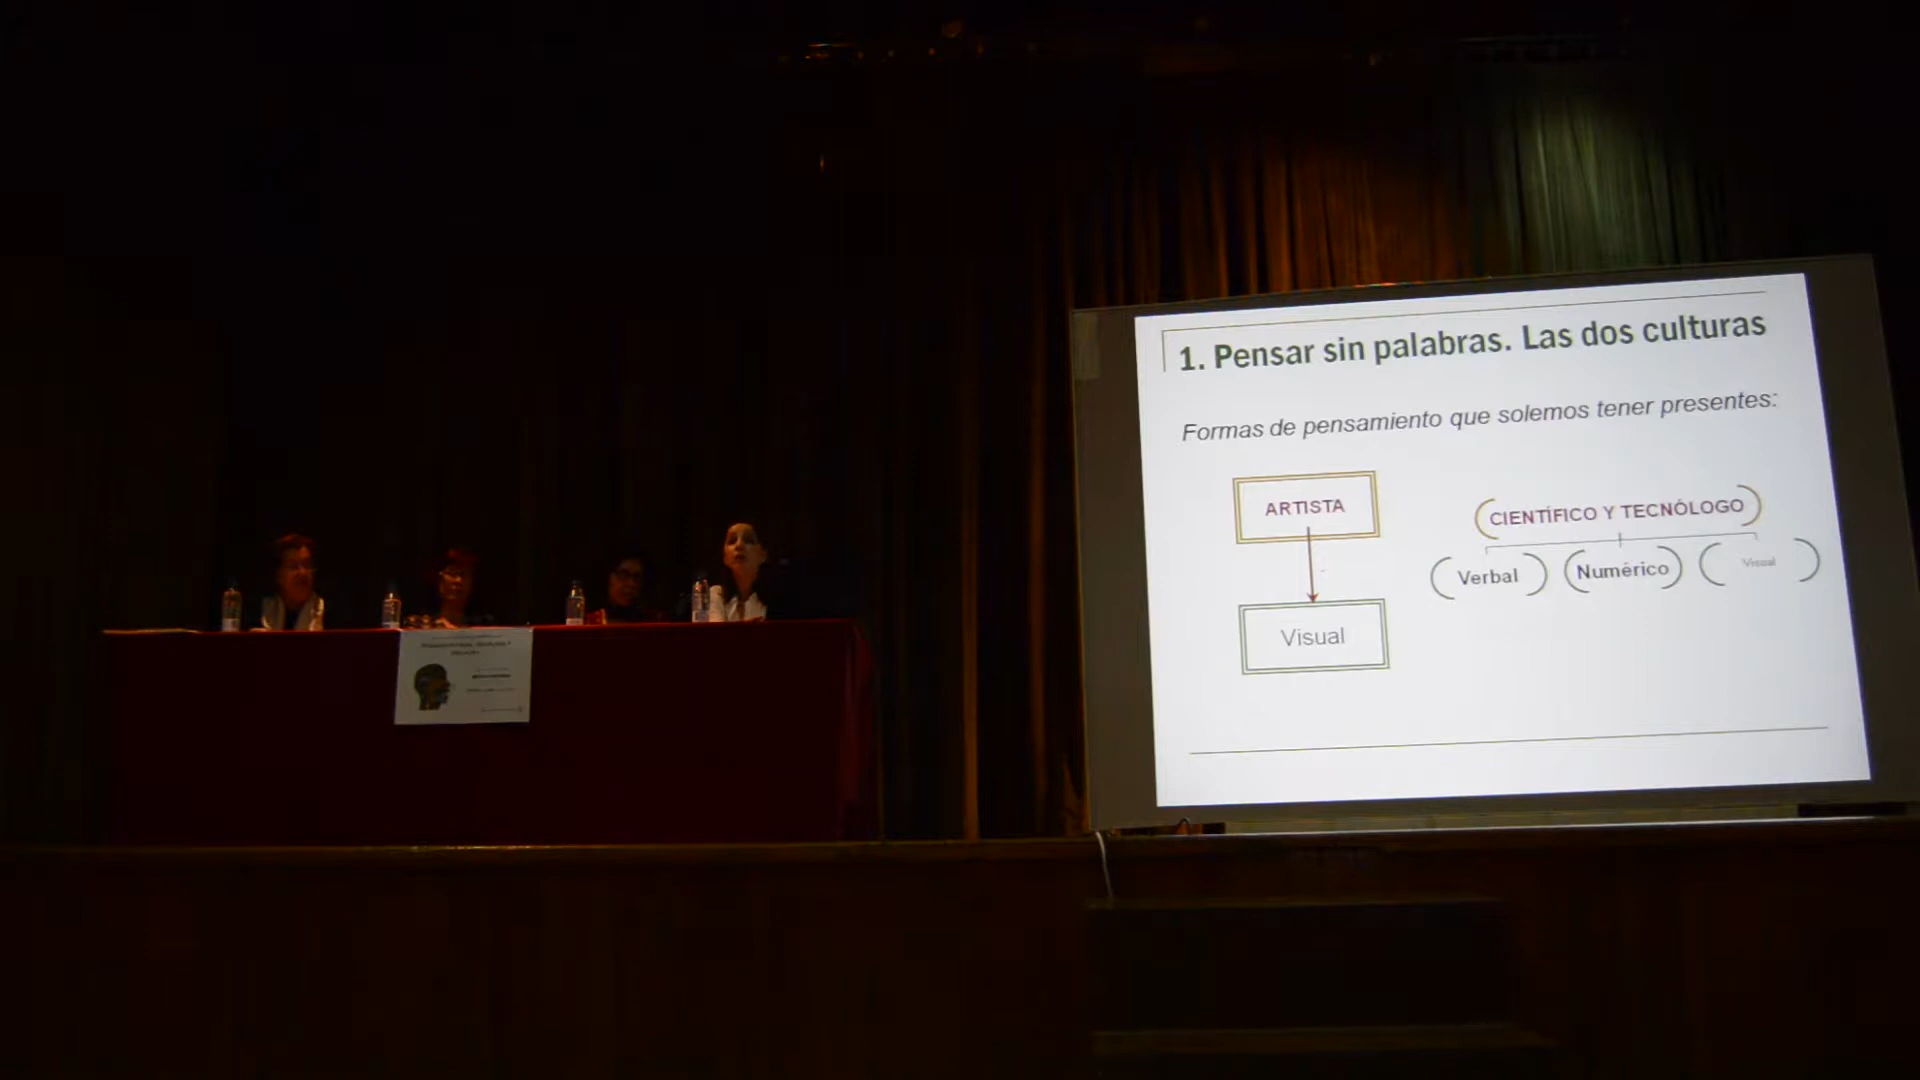 1. Pensar sin palabras. Las dos culturas
Formas de pensamiento que solemos tener presentes:
ARTISTA
Visual
CIENTÍFICO Y TECNÓLOGO
Verbal
Numérico
Visual